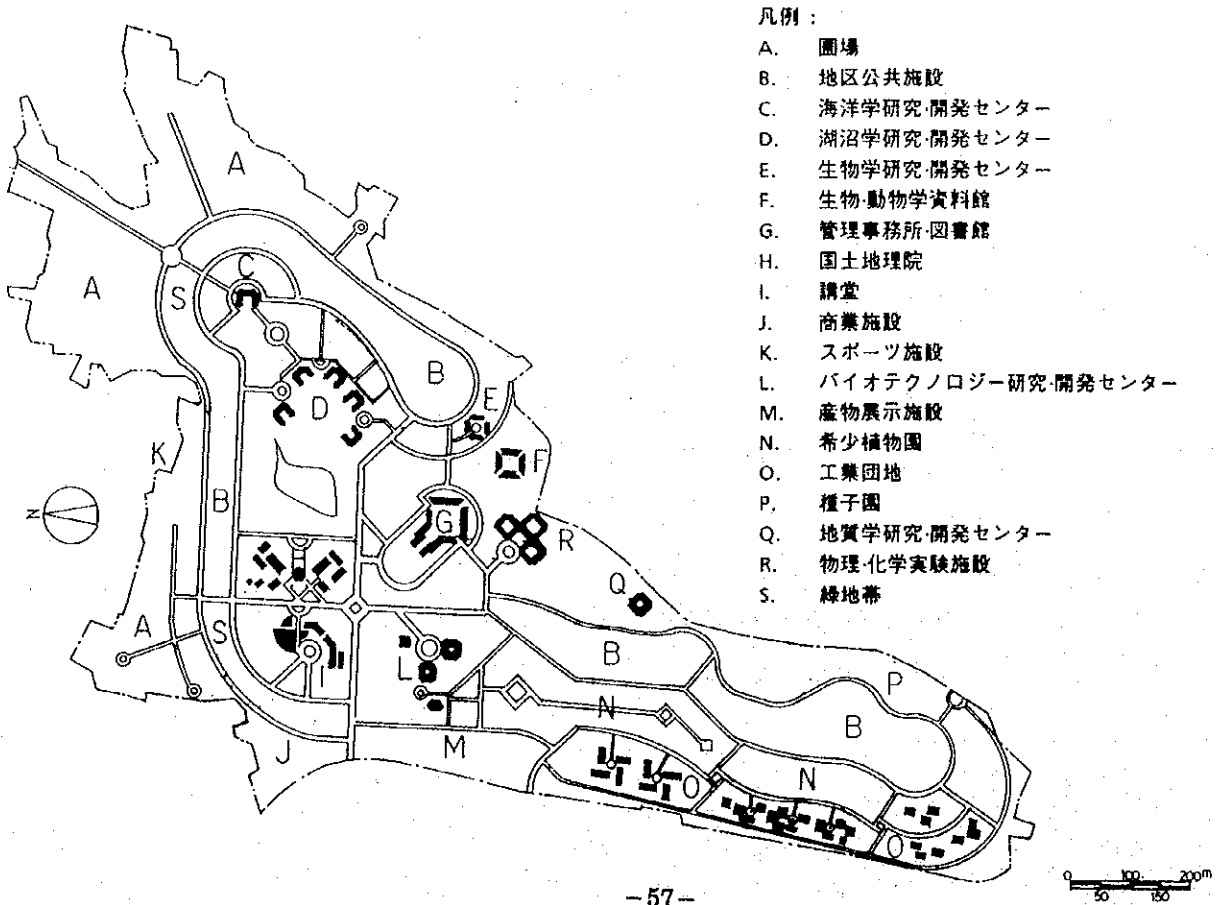 凡例：
A. 圃場
B. 地区公共施設
C. 海洋学研究・開発センター
D. 湖沼学研究・開発センター
E. 生物学研究・開発センター
F. 生物・動物学資料館
G. 管理事務所・図書館
H. 国土地理院
I. 講堂
J. 商業施設
K. スポーツ施設
L. バイオテクノロジー研究・開発センター
M. 産物展示施設
N. 希少植物園
O. 工業団地
P. 種子園
Q. 地質学研究・開発センター
R. 物理・化学実験施設
S. 緑地帯
A
A
C
S
B
E
D
K
F
B
G
R
N
Q
A
S
I
L
B
P
N
B
J
M
N
O
O
0 100 200m
50 150
-57-